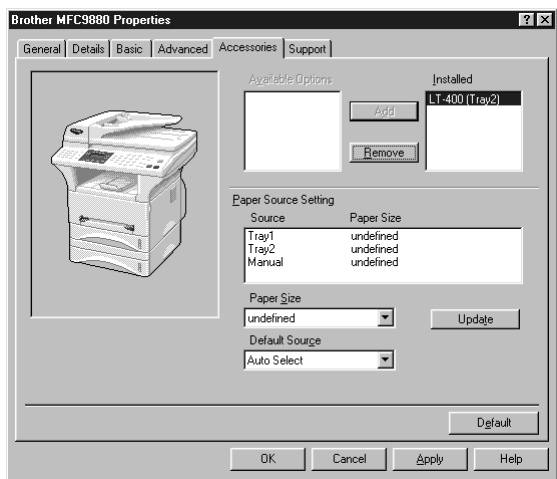 Brother MFC9880 Properties
General Details Basic Advanced Accessories Support
Available Options
Installed
LT-400 (Tray2)
Add
Remove
Paper Source Setting
Source Paper Size
Tray1 undefined
Tray2 undefined
Manual undefined
Paper Size
undefined
Update
Default Source
Auto Select
Default
OK Cancel Apply Help